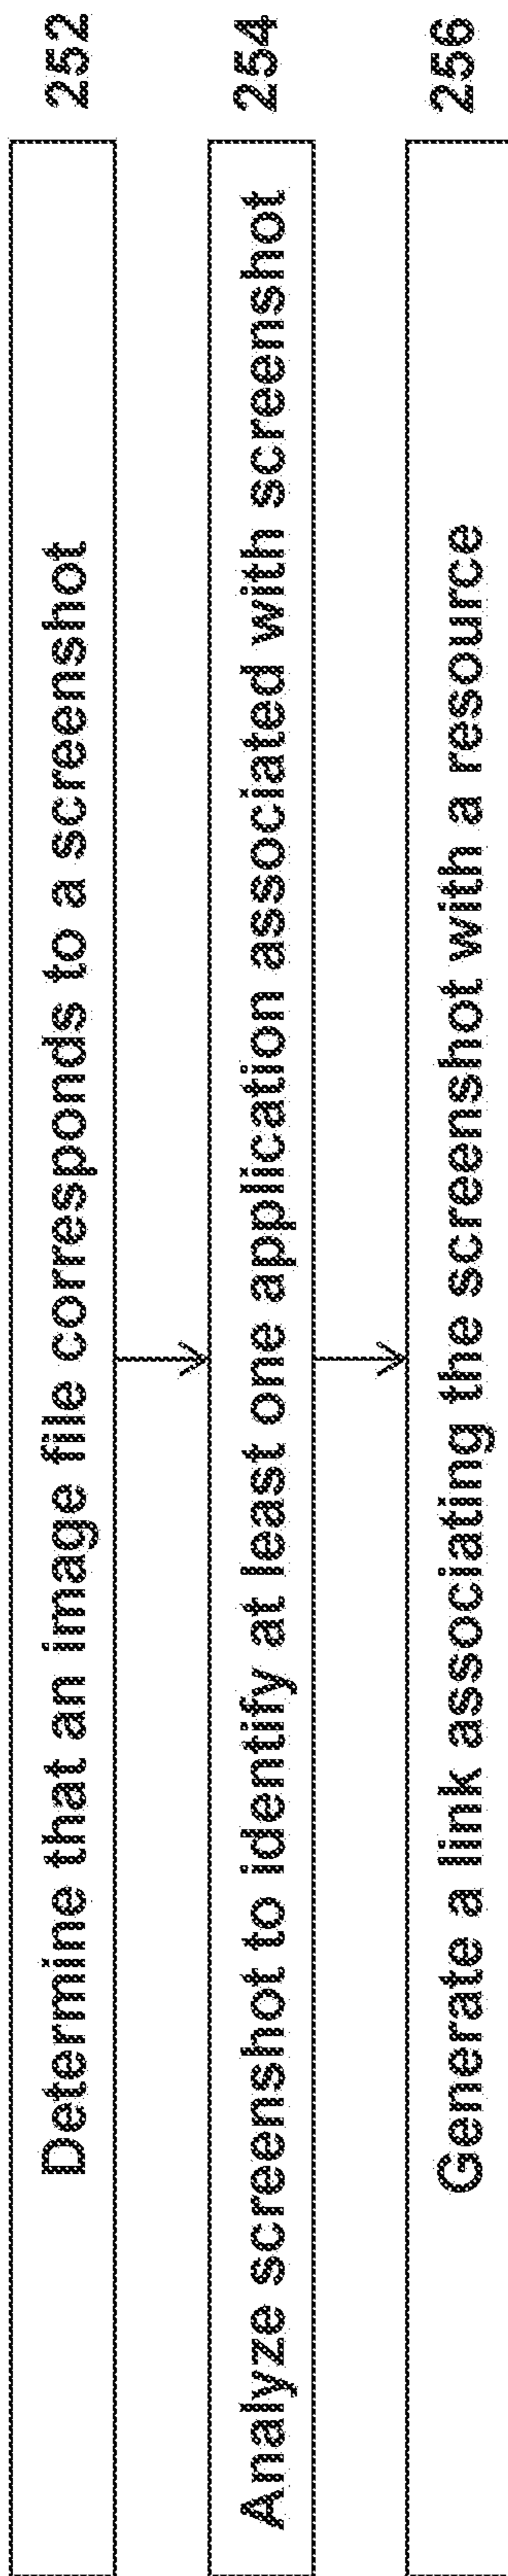 Determine that an image file corresponds to a screenshot 252
Analyze screenshot to identify at least one application associated with screenshot 254
Generate a link associating the screenshot with a resource 256